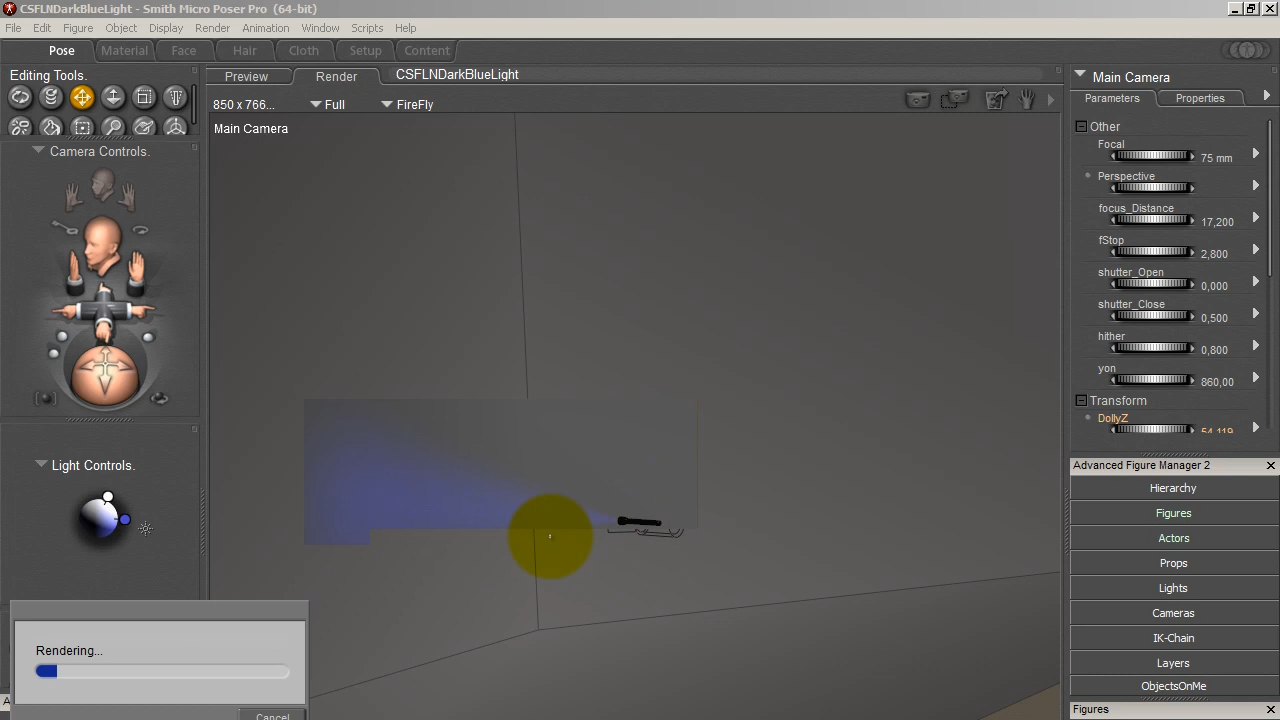 CSFLNDarkBlueLight - Smith Micro Poser Pro (64-bit)
File Edit Figure Object Display Render Animation Window Scripts Help
Pose Material Face Hair Cloth Setup Content
Editing Tools.
Preview Render CSFLNDarkBlueLight
850 x 766... Full FireFly
Main Camera
Camera Controls.
Light Controls.
Rendering...
Cancel
Main Camera
Parameters Properties
Other
Focal
75 mm
Perspective
focus_Distance
17,200
fStop
2,800
shutter_Open
0,000
shutter_Close
0,500
hither
0,800
yon
860,00
Transform
DollyZ
54,119
Advanced Figure Manager 2
Hierarchy
Figures
Actors
Props
Lights
Cameras
IK-Chain
Layers
ObjectsOnMe
Figures